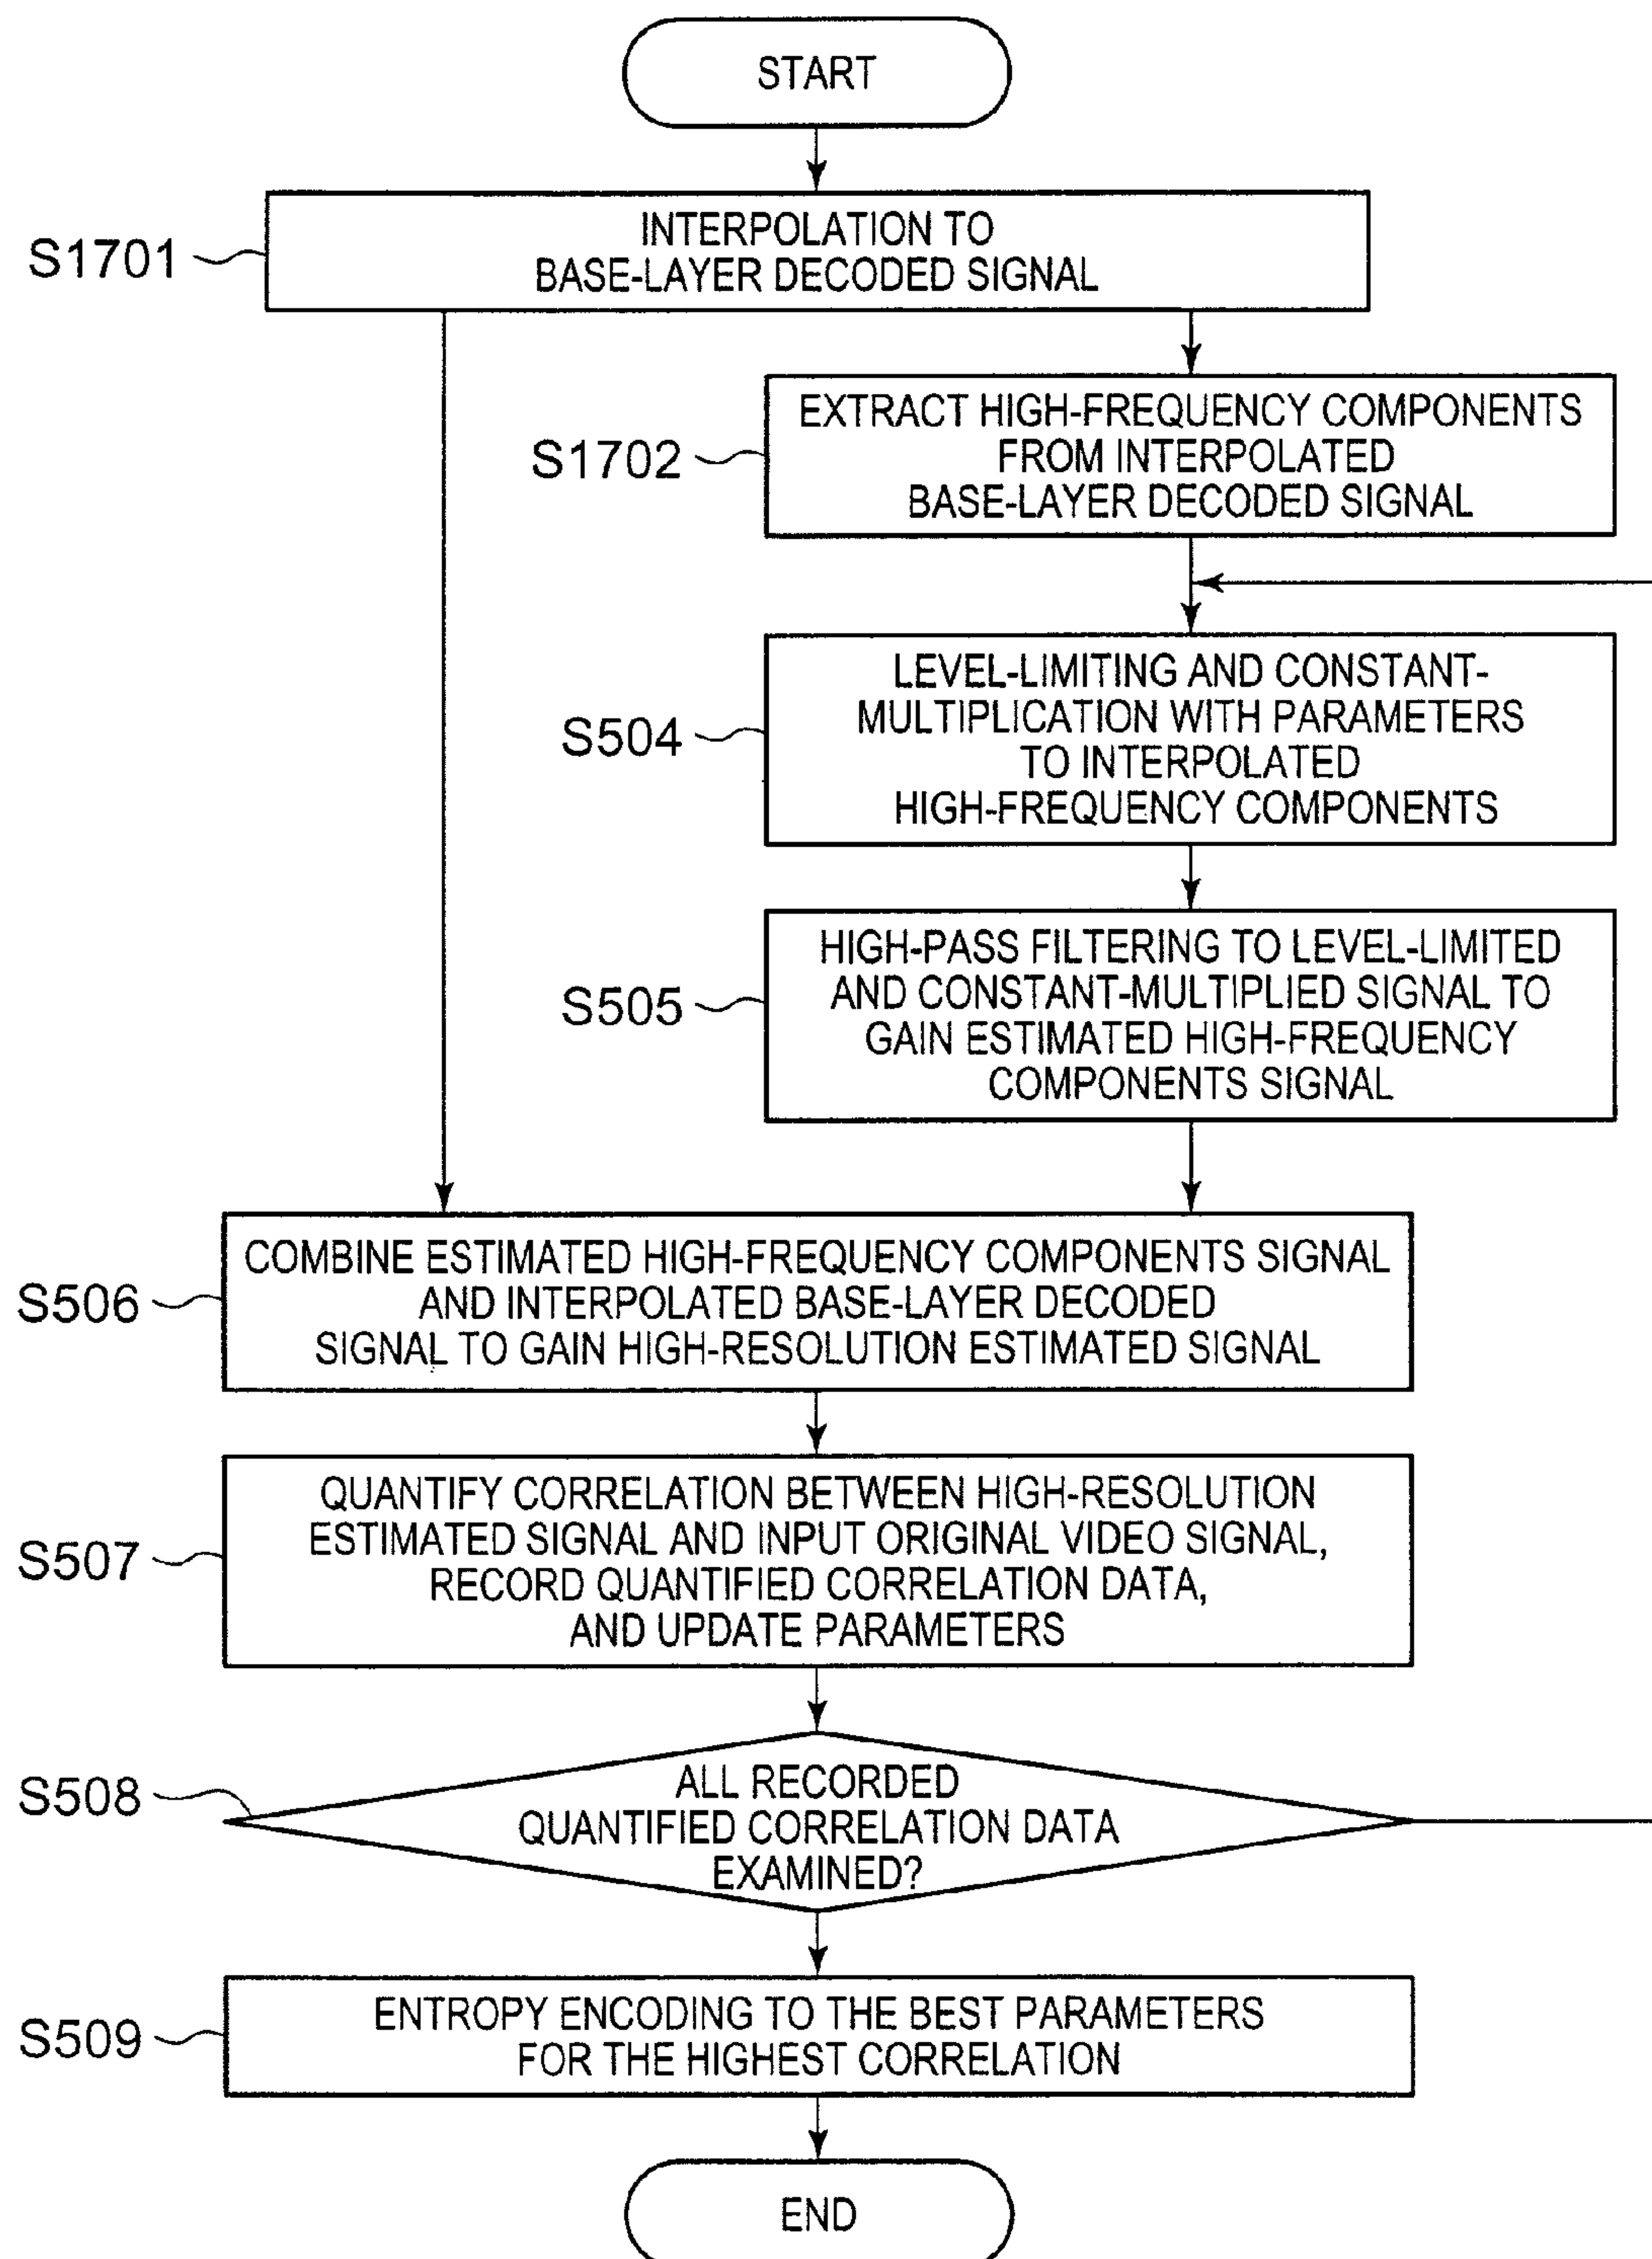 START
S1701
INTERPOLATION TO
BASE-LAYER DECODED SIGNAL
S1702
EXTRACT HIGH-FREQUENCY COMPONENTS
FROM INTERPOLATED
BASE-LAYER DECODED SIGNAL
S504
LEVEL-LIMITING AND CONSTANT-
MULTIPLICATION WITH PARAMETERS
TO INTERPOLATED
HIGH-FREQUENCY COMPONENTS
S505
HIGH-PASS FILTERING TO LEVEL-LIMITED
AND CONSTANT-MULTIPLIED SIGNAL TO
GAIN ESTIMATED HIGH-FREQUENCY
COMPONENTS SIGNAL
S506
COMBINE ESTIMATED HIGH-FREQUENCY COMPONENTS SIGNAL
AND INTERPOLATED BASE-LAYER DECODED
SIGNAL TO GAIN HIGH-RESOLUTION ESTIMATED SIGNAL
S507
QUANTIFY CORRELATION BETWEEN HIGH-RESOLUTION
ESTIMATED SIGNAL AND INPUT ORIGINAL VIDEO SIGNAL,
RECORD QUANTIFIED CORRELATION DATA,
AND UPDATE PARAMETERS
S508
ALL RECORDED
QUANTIFIED CORRELATION DATA
EXAMINED?
S509
ENTROPY ENCODING TO THE BEST PARAMETERS
FOR THE HIGHEST CORRELATION
END